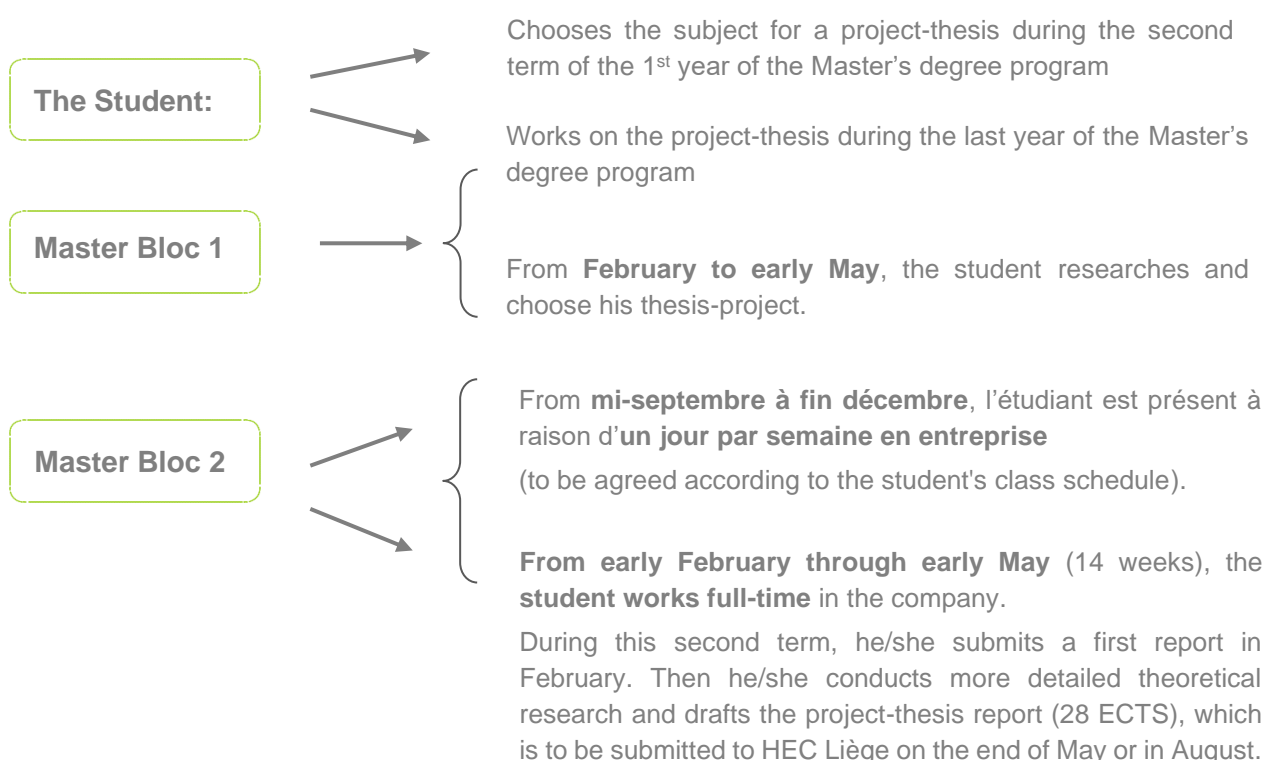 The Student:
Chooses the subject for a project-thesis during the second
term of the 1st year of the Master's degree program
Works on the project-thesis during the last year of the Master's
degree program
Master Bloc 1
From February to early May, the student researches and
choose his thesis-project.
Master Bloc 2
From mi-septembre à fin décembre, l'étudiant est présent à
raison d'un jour par semaine en entreprise
(to be agreed according to the student's class schedule).
From early February through early May (14 weeks), the
student works full-time in the company.
During this second term, he/she submits a first report in
February. Then he/she conducts more detailed theoretical
research and drafts the project-thesis report (28 ECTS), which
is to be submitted to HEC Liège on the end of May or in August.